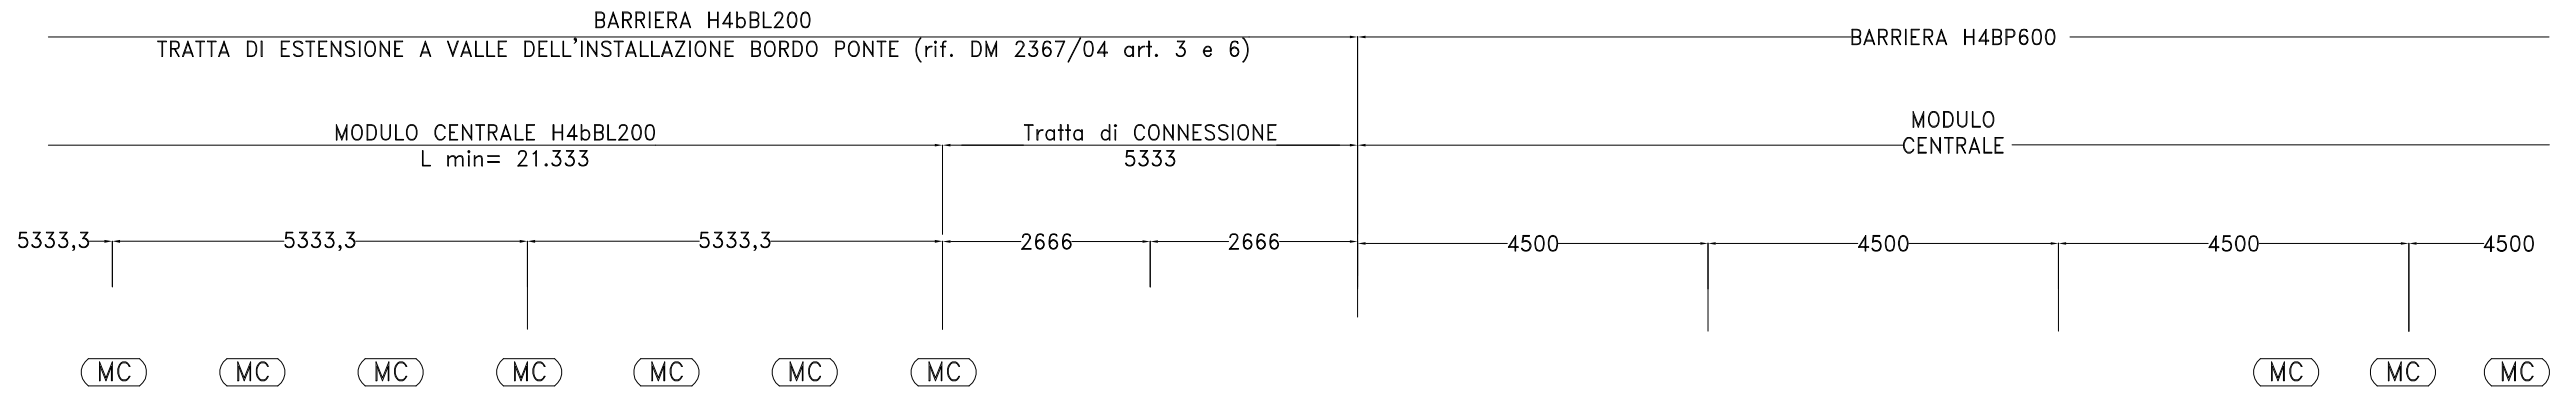 BARRIERA H4bBL200
TRATTA DI ESTENSIONE A VALLE DELL'INSTALLAZIONE BORDO PONTE (rif. DM 2367/04 art. 3 e 6)
BARRIERA H4BP600
MODULO CENTRALE H4bBL200
L min= 21.333
Tratta di CONNESSIONE
5333
MODULO
CENTRALE
5333,3 5333,3 5333,3 2666 2666 4500 4500 4500 4500
MC MC MC MC MC MC MC MC MC MC